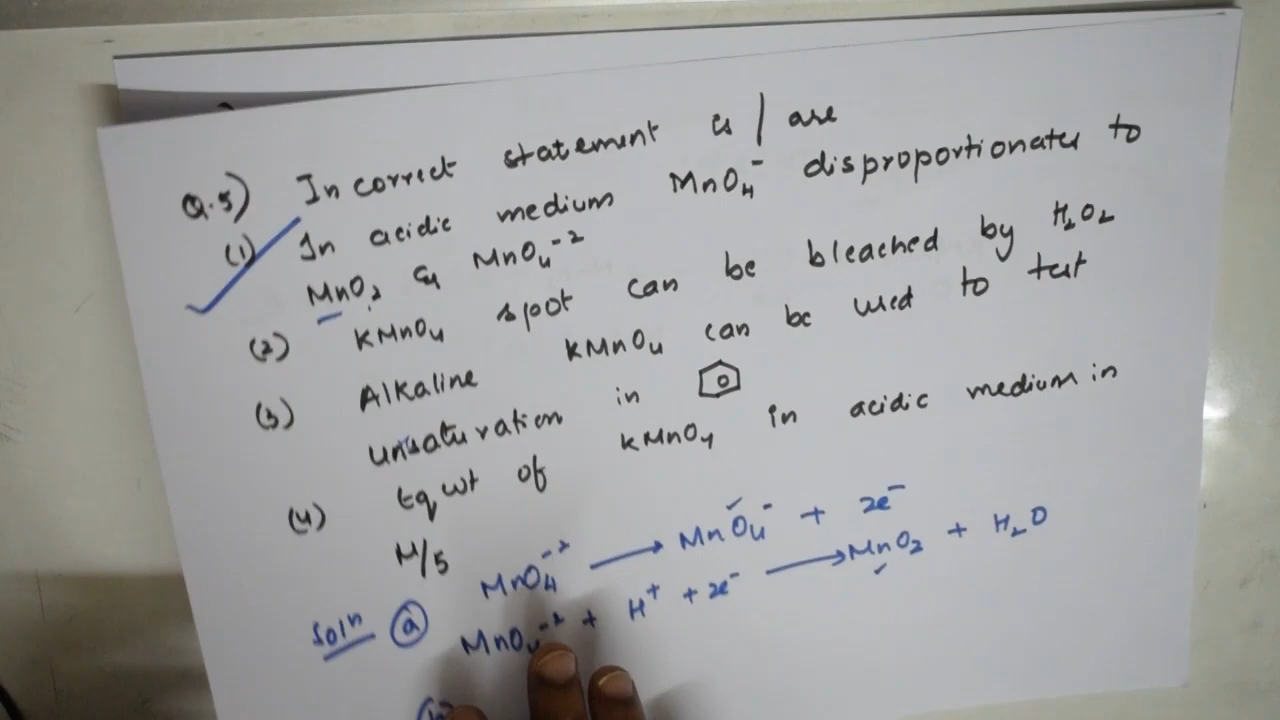 Q.5) Incorrect statement is / are
(1) In acidic medium MnO₄⁻ disproportionates to
MnO₂ & MnO₄⁻²
(2) KMnO₄ spot can be bleached by H₂O₂
(3) Alkaline KMnO₄ can be used to test
unsaturation in
(4) Eq wt of KMnO₄ in acidic medium in
M/5
Soln (a) MnO₄⁻² ⟶ MnO₄⁻ + 2e⁻
MnO₄⁻² + H⁺ + 2e⁻ ⟶ MnO₂ + H₂O